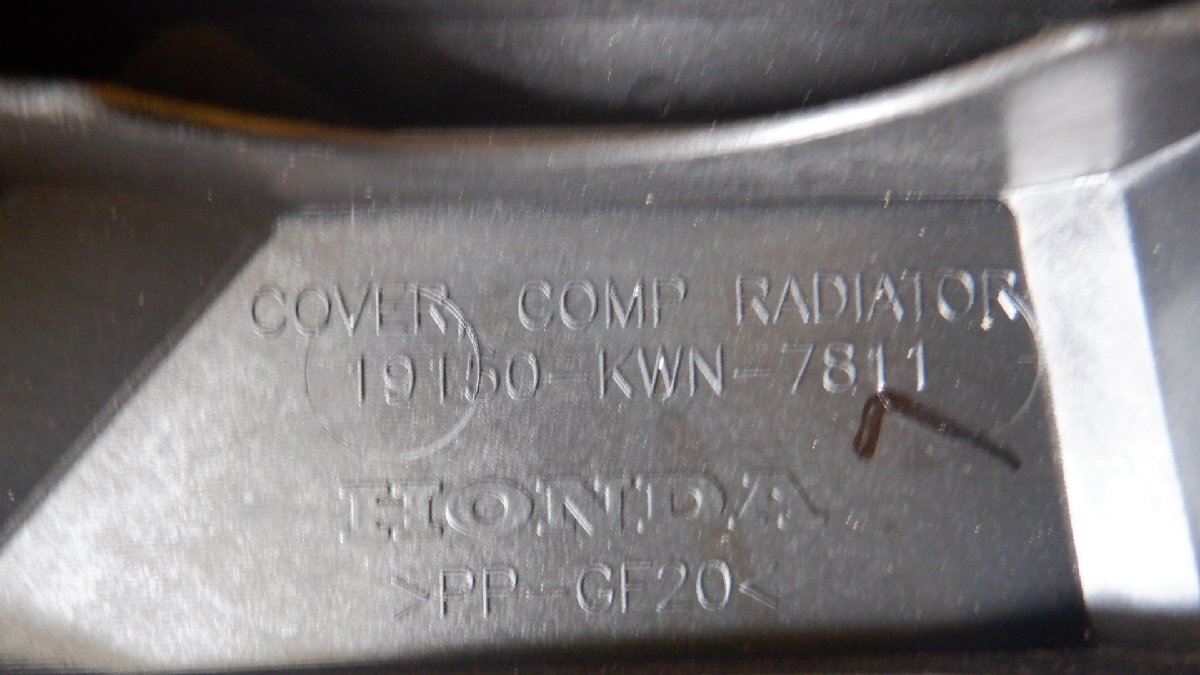 COVER, COMP RADIATOR
19150-KWN-7811
HONDA
>PP-GF20<